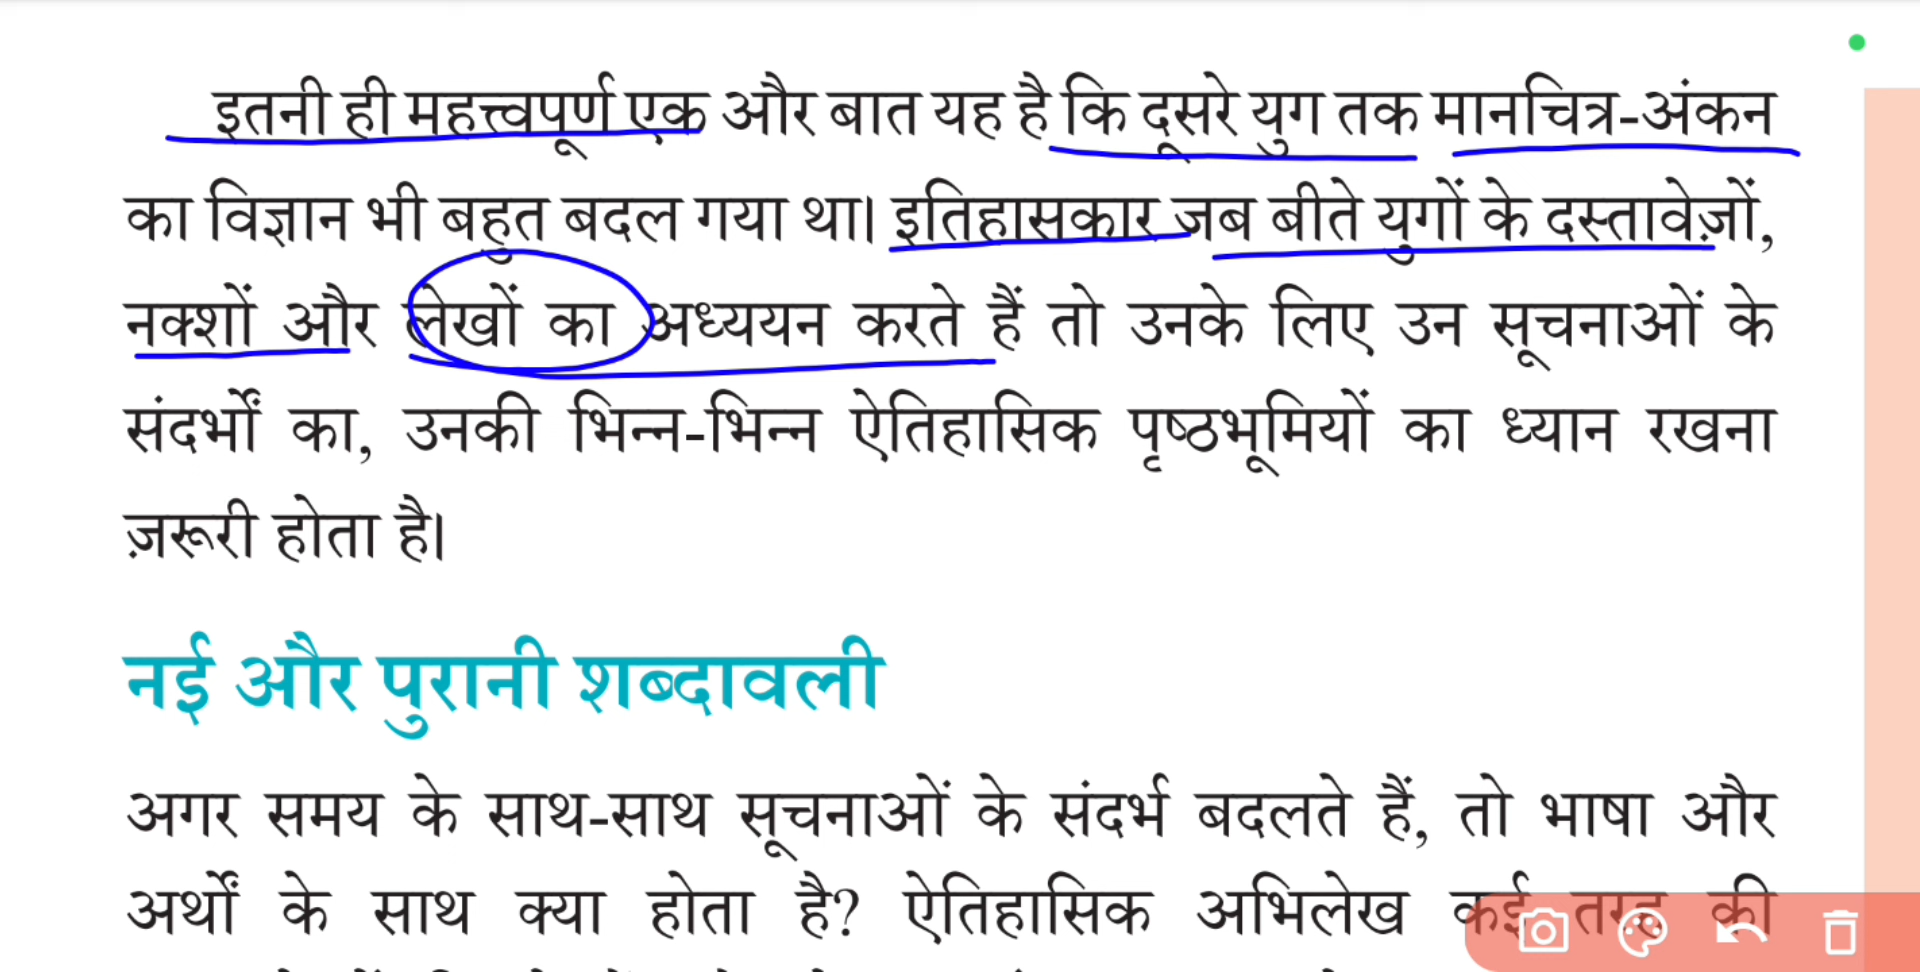 इतनी ही महत्त्वपूर्ण एक और बात यह है कि दूसरे युग तक मानचित्र-अंकन
का विज्ञान भी बहुत बदल गया था। इतिहासकार जब बीते युगों के दस्तावेज़ों,
नक्शों और लेखों का अध्ययन करते हैं तो उनके लिए उन सूचनाओं के
संदर्भों का, उनकी भिन्न-भिन्न ऐतिहासिक पृष्ठभूमियों का ध्यान रखना
ज़रूरी होता है।
नई और पुरानी शब्दावली
अगर समय के साथ-साथ सूचनाओं के संदर्भ बदलते हैं, तो भाषा और
अर्थों के साथ क्या होता है? ऐतिहासिक अभिलेख कई तरह की